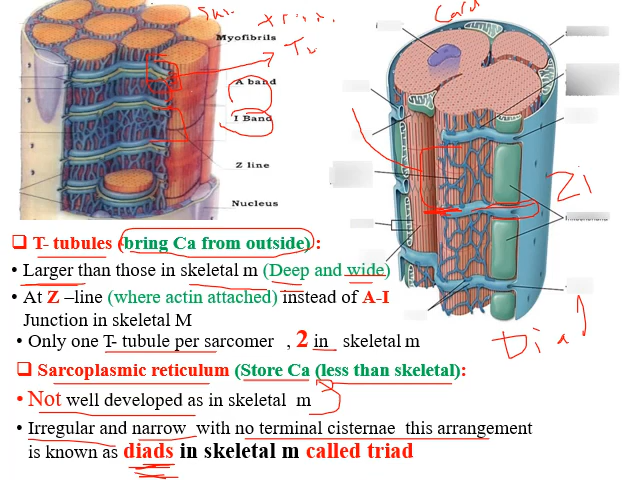 Myofibrils
A band
I Band
Z line
Nucleus
T- tubules (bring Ca from outside) :
• Larger than those in skeletal m (Deep and wide)
• At Z –line (where actin attached) instead of A-I
Junction in skeletal M
• Only one T- tubule per sarcomer , 2 in skeletal m
Sarcoplasmic reticulum (Store Ca (less than skeletal):
• Not well developed as in skeletal m
• Irregular and narrow with no terminal cisternae this arrangement
is known as diads in skeletal m called triad